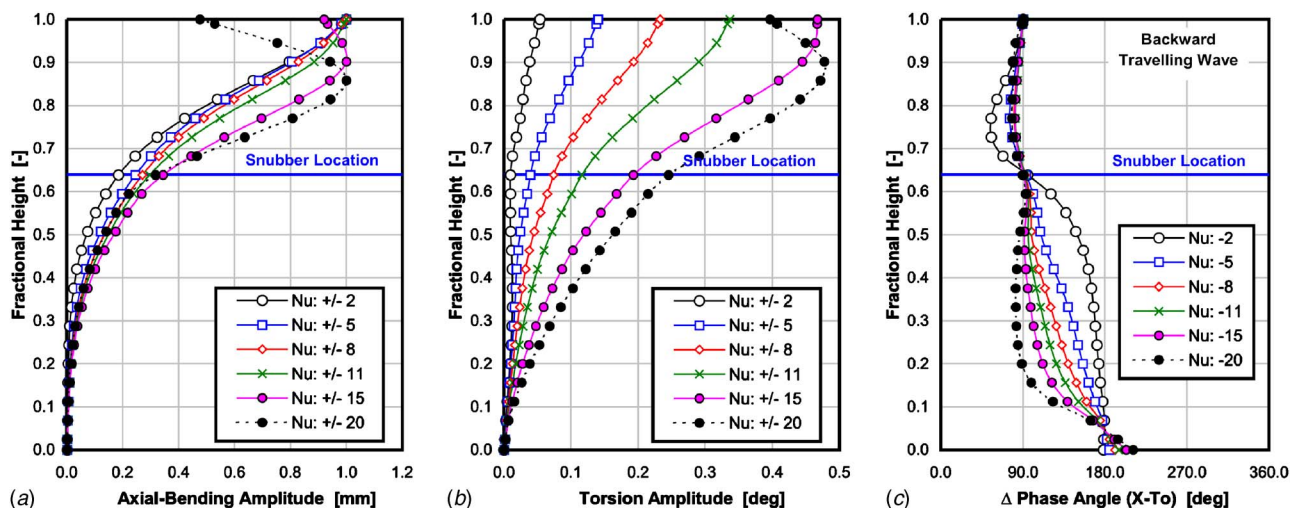 1.0
0.9
0.8
0.7
0.6
0.5
0.4
0.3
0.2
0.1
0.0
Fractional Height [-]
Snubber Location
Nu: +/- 2
Nu: +/- 5
Nu: +/- 8
Nu: +/- 11
Nu: +/- 15
Nu: +/- 20
0.0 0.2 0.4 0.6 0.8 1.0 1.2
(a) Axial-Bending Amplitude [mm]
1.0
0.9
0.8
0.7
0.6
0.5
0.4
0.3
0.2
0.1
0.0
Fractional Height [-]
Snubber Location
Nu: +/- 2
Nu: +/- 5
Nu: +/- 8
Nu: +/- 11
Nu: +/- 15
Nu: +/- 20
0.0 0.1 0.2 0.3 0.4 0.5
(b) Torsion Amplitude [deg]
1.0
0.9
0.8
0.7
0.6
0.5
0.4
0.3
0.2
0.1
0.0
Fractional Height [-]
Backward
Travelling Wave
Snubber Location
Nu: -2
Nu: -5
Nu: -8
Nu: -11
Nu: -15
Nu: -20
0.0 90.0 180.0 270.0 360.0
(c) Δ Phase Angle (X-To) [deg]